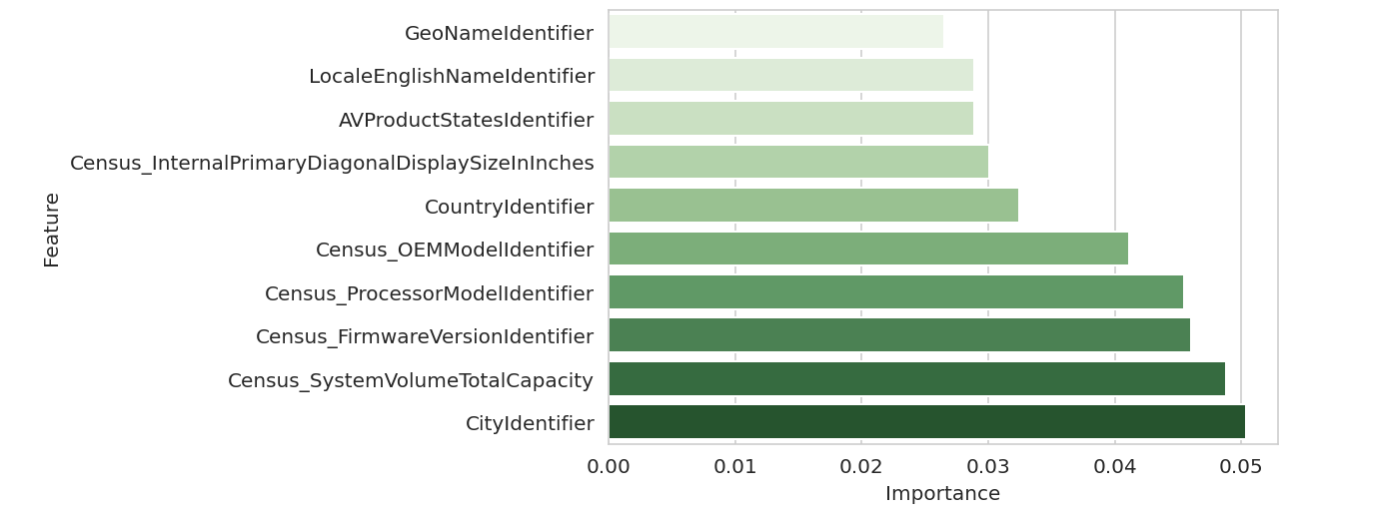 GeoNameIdentifier
LocaleEnglishNameIdentifier
AVProductStatesIdentifier
Census_InternalPrimaryDiagonalDisplaySizeInInches
CountryIdentifier
Census_OEMModelIdentifier
Census_ProcessorModelIdentifier
Census_FirmwareVersionIdentifier
Census_SystemVolumeTotalCapacity
CityIdentifier
Feature
0.00 0.01 0.02 0.03 0.04 0.05
Importance